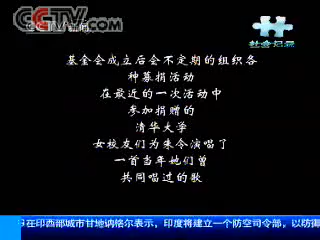 CCTV.com
社会记录
基金会成立后会不定期的组织各
种募捐活动
在最近的一次活动中
参加捐赠的
清华大学
女校友们为朱令演唱了
一首当年她们曾
共同唱过的歌
日在印西部城市甘地讷格尔表示，印度将建立一个防空司令部，以防御